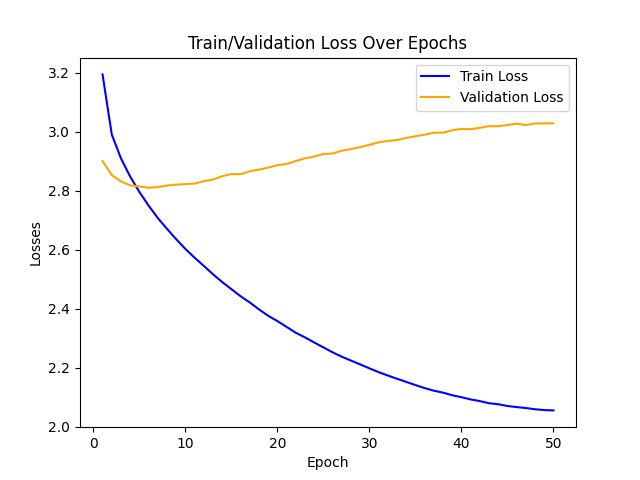 Train/Validation Loss Over Epochs
Train Loss
Validation Loss
Losses
3.2
3.0
2.8
2.6
2.4
2.2
2.0
0 10 20 30 40 50
Epoch